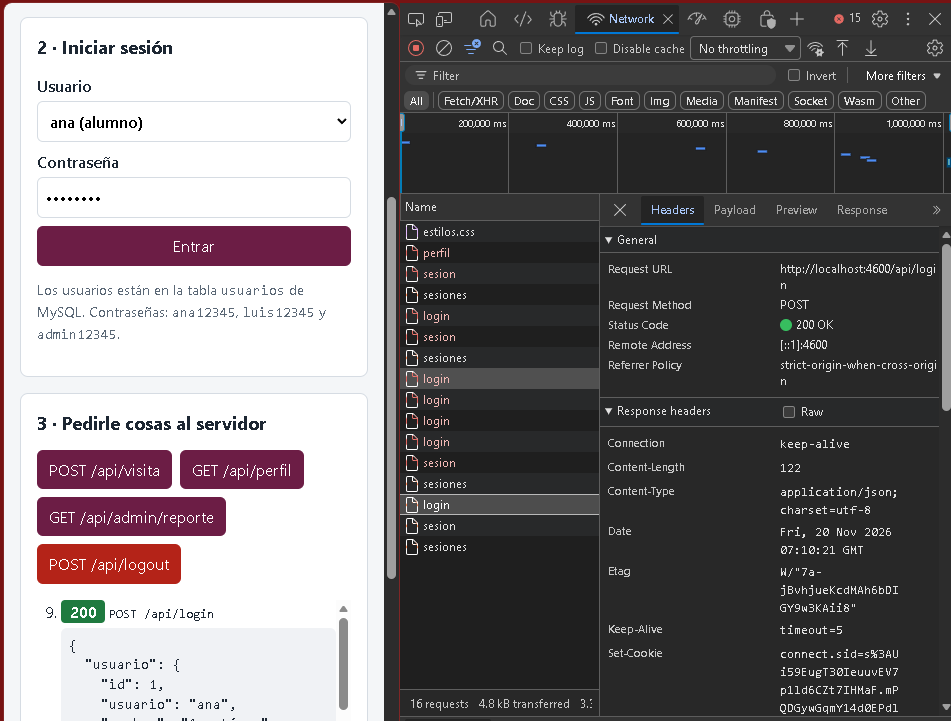 2 · Iniciar sesión
Usuario
ana (alumno)
Contraseña
••••••••
Entrar
Los usuarios están en la tabla usuarios de
MySQL. Contraseñas: ana12345, luis12345 y
admin12345.
3 · Pedirle cosas al servidor
POST /api/visita
GET /api/perfil
GET /api/admin/reporte
POST /api/logout
9. 200 POST /api/login
{
"usuario": {
"id": 1,
"usuario": "ana",
Network
15
Keep log
Disable cache
No throttling
Filter
Invert
More filters
All
Fetch/XHR
Doc
CSS
JS
Font
Img
Media
Manifest
Socket
Wasm
Other
200,000 ms
400,000 ms
600,000 ms
800,000 ms
1,000,000 ms
Name
estilos.css
perfil
sesion
sesiones
login
sesion
sesiones
login
login
login
login
sesion
sesiones
login
sesion
sesiones
16 requests 4.8 kB transferred
Headers
Payload
Preview
Response
General
Request URL
http://localhost:4600/api/logi
n
Request Method
POST
Status Code
200 OK
Remote Address
[::1]:4600
Referrer Policy
strict-origin-when-cross-origi
n
Response headers
Raw
Connection
keep-alive
Content-Length
122
Content-Type
application/json;
charset=utf-8
Date
Fri, 20 Nov 2026
07:10:21 GMT
Etag
W/"7a-
jBvhjueKcdMAh6bDI
GY9w3KAii8"
Keep-Alive
timeout=5
Set-Cookie
connect.sid=s%3AU
i59EugT30IeuuvEV7
p1ld6CZt7IHMaF.mP
QDGywGqmY14d0EPdl